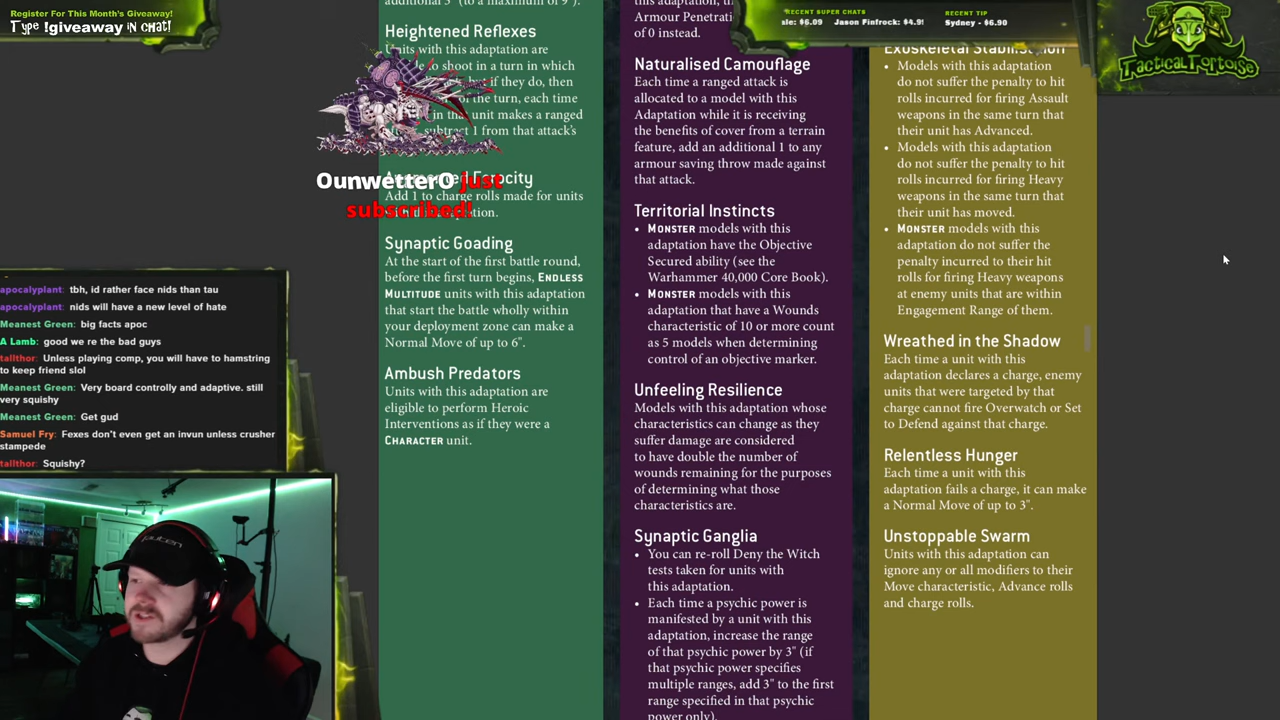 Register For This Month's Giveaway!
Type !giveaway in chat!
RECENT SUPER CHATS
sle: $6.09 Jason Finfrock: $4.9
RECENT TIP
Sydney - $6.90
TacticalTortoise
additional 3" (to a maximum of 9").
Heightened Reflexes
Units with this adaptation are
to shoot in a turn in which
but if they do, then
of the turn, each time
in that unit makes a ranged
subtract 1 from that attack's
Augmented Ferocity
Add 1 to charge rolls made for units
OunwetterO just
subscribed!
Synaptic Goading
At the start of the first battle round,
before the first turn begins, ENDLESS
MULTITUDE units with this adaptation
that start the battle wholly within
your deployment zone can make a
Normal Move of up to 6".
Ambush Predators
Units with this adaptation are
eligible to perform Heroic
Interventions as if they were a
CHARACTER unit.
this adaptation, th
Armour Penetrati
of 0 instead.
Naturalised Camouflage
Each time a ranged attack is
allocated to a model with this
Adaptation while it is receiving
the benefits of cover from a terrain
feature, add an additional 1 to any
armour saving throw made against
that attack.
Territorial Instincts
• MONSTER models with this
adaptation have the Objective
Secured ability (see the
Warhammer 40,000 Core Book).
• MONSTER models with this
adaptation that have a Wounds
characteristic of 10 or more count
as 5 models when determining
control of an objective marker.
Unfeeling Resilience
Models with this adaptation whose
characteristics can change as they
suffer damage are considered
to have double the number of
wounds remaining for the purposes
of determining what those
characteristics are.
Synaptic Ganglia
• You can re-roll Deny the Witch
tests taken for units with
this adaptation.
• Each time a psychic power is
manifested by a unit with this
adaptation, increase the range
of that psychic power by 3" (if
that psychic power specifies
multiple ranges, add 3" to the first
range specified in that psychic
power only).
Exoskeletal Stabilisation
• Models with this adaptation
do not suffer the penalty to hit
rolls incurred for firing Assault
weapons in the same turn that
their unit has Advanced.
• Models with this adaptation
do not suffer the penalty to hit
rolls incurred for firing Heavy
weapons in the same turn that
their unit has moved.
• MONSTER models with this
adaptation do not suffer the
penalty incurred to their hit
rolls for firing Heavy weapons
at enemy units that are within
Engagement Range of them.
Wreathed in the Shadow
Each time a unit with this
adaptation declares a charge, enemy
units that were targeted by that
charge cannot fire Overwatch or Set
to Defend against that charge.
Relentless Hunger
Each time a unit with this
adaptation fails a charge, it can make
a Normal Move of up to 3".
Unstoppable Swarm
Units with this adaptation can
ignore any or all modifiers to their
Move characteristic, Advance rolls
and charge rolls.
apocalyplant: tbh, id rather face nids than tau
apocalyplant: nids will have a new level of hate
Meanest Green: big facts apoc
A Lamb: good we re the bad guys
tallthor: Unless playing comp, you will have to hamstring
to keep friend slol
Meanest Green: Very board controlly and adaptive. still
very squishy
Meanest Green: Get gud
Samuel Fry: Fexes don't even get an invun unless crusher
stampede
tallthor: Squishy?